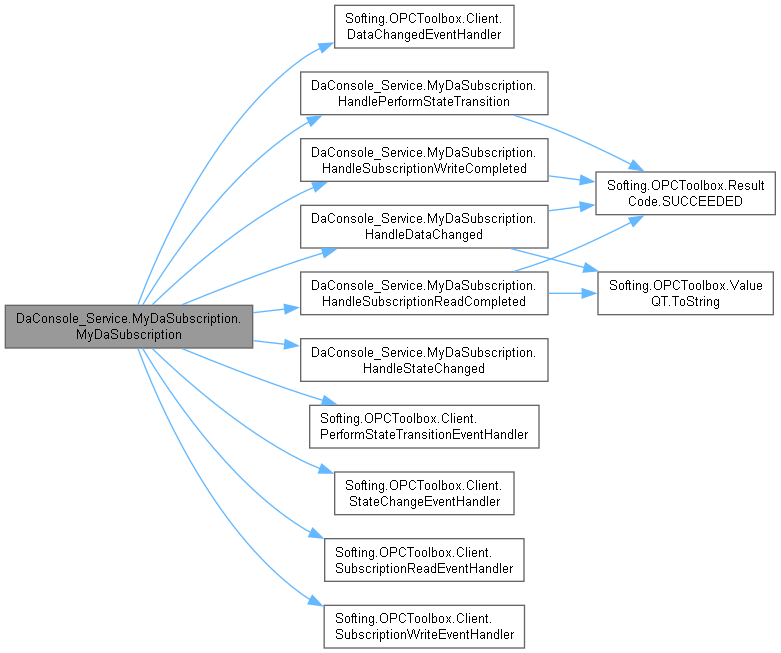 Softing.OPCToolbox.Client.
DataChangedEventHandler
DaConsole_Service.MyDaSubscription.
HandlePerformStateTransition
DaConsole_Service.MyDaSubscription.
HandleSubscriptionWriteCompleted
Softing.OPCToolbox.Result
Code.SUCCEEDED
DaConsole_Service.MyDaSubscription.
HandleDataChanged
DaConsole_Service.MyDaSubscription.
HandleSubscriptionReadCompleted
Softing.OPCToolbox.Value
QT.ToString
DaConsole_Service.MyDaSubscription.
MyDaSubscription
DaConsole_Service.MyDaSubscription.
HandleStateChanged
Softing.OPCToolbox.Client.
PerformStateTransitionEventHandler
Softing.OPCToolbox.Client.
StateChangeEventHandler
Softing.OPCToolbox.Client.
SubscriptionReadEventHandler
Softing.OPCToolbox.Client.
SubscriptionWriteEventHandler